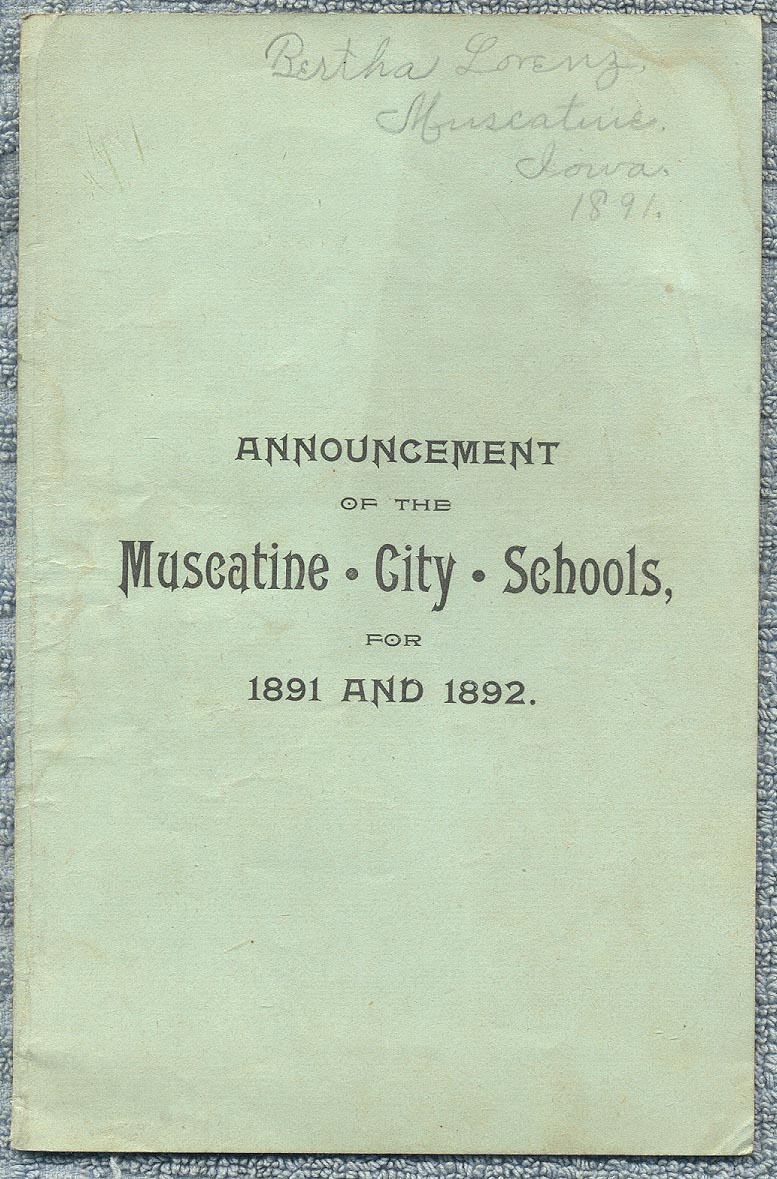 Bertha Lorenz.
Muscatine.
Iowa.
1891.
ANNOUNCEMENT
OF THE
Muscatine • City • Schools,
FOR
1891 AND 1892.